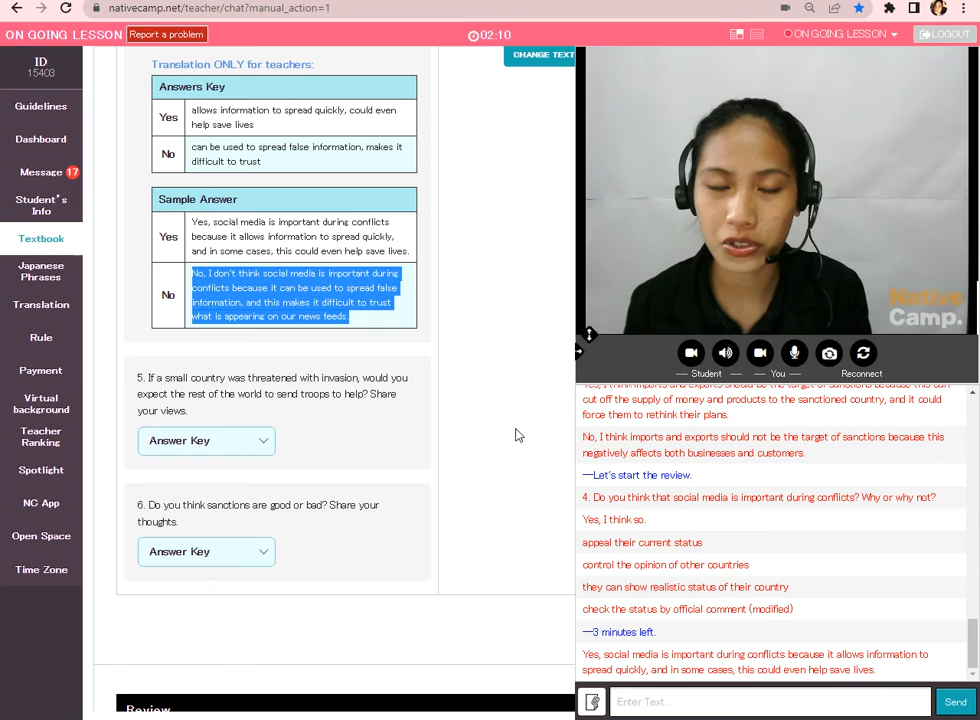 nativecamp.net/teacher/chat?manual_action=1
ON GOING LESSON
Report a problem
02:10
ON GOING LESSON
LOGOUT
ID
15403
Guidelines
Dashboard
Message 17
Student's
Info
Textbook
Japanese
Phrases
Translation
Rule
Payment
Virtual
background
Teacher
Ranking
Spotlight
NC App
Open Space
Time Zone
Translation ONLY for teachers:
Answers Key
Yes
allows information to spread quickly, could even
help save lives
No
can be used to spread false information, makes it
difficult to trust
Sample Answer
Yes
Yes, social media is important during conflicts
because it allows information to spread quickly,
and in some cases, this could even help save lives.
No
No, I don't think social media is important during
conflicts because it can be used to spread false
information, and this makes it difficult to trust
what is appearing on our news feeds.
5. If a small country was threatened with invasion, would you
expect the rest of the world to send troops to help? Share
your views.
Answer Key
6. Do you think sanctions are good or bad? Share your
thoughts.
Answer Key
Review
CHANGE TEXT
Native
Camp.
Student
You
Reconnect
Yes, I think imports and exports should be the target of sanctions because this can
cut off the supply of money and products to the sanctioned country, and it could
force them to rethink their plans.
No, I think imports and exports should not be the target of sanctions because this
negatively affects both businesses and customers.
—Let's start the review.
4. Do you think that social media is important during conflicts? Why or why not?
Yes, I think so.
appeal their current status
control the opinion of other countries
they can show realistic status of their country
check the status by official comment (modified)
—3 minutes left.
Yes, social media is important during conflicts because it allows information to
spread quickly, and in some cases, this could even help save lives.
Enter Text...
Send